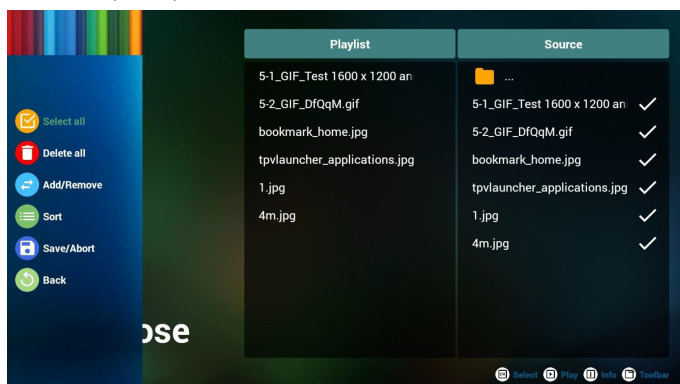 Select all
Delete all
Add/Remove
Sort
Save/Abort
Back
ose
Playlist
5-1_GIF_Test 1600 x 1200 an
5-2_GIF_DfQqM.gif
bookmark_home.jpg
tpvlauncher_applications.jpg
1.jpg
4m.jpg
Source
...
5-1_GIF_Test 1600 x 1200 an
5-2_GIF_DfQqM.gif
bookmark_home.jpg
tpvlauncher_applications.jpg
1.jpg
4m.jpg
Select Play Info Toolbar